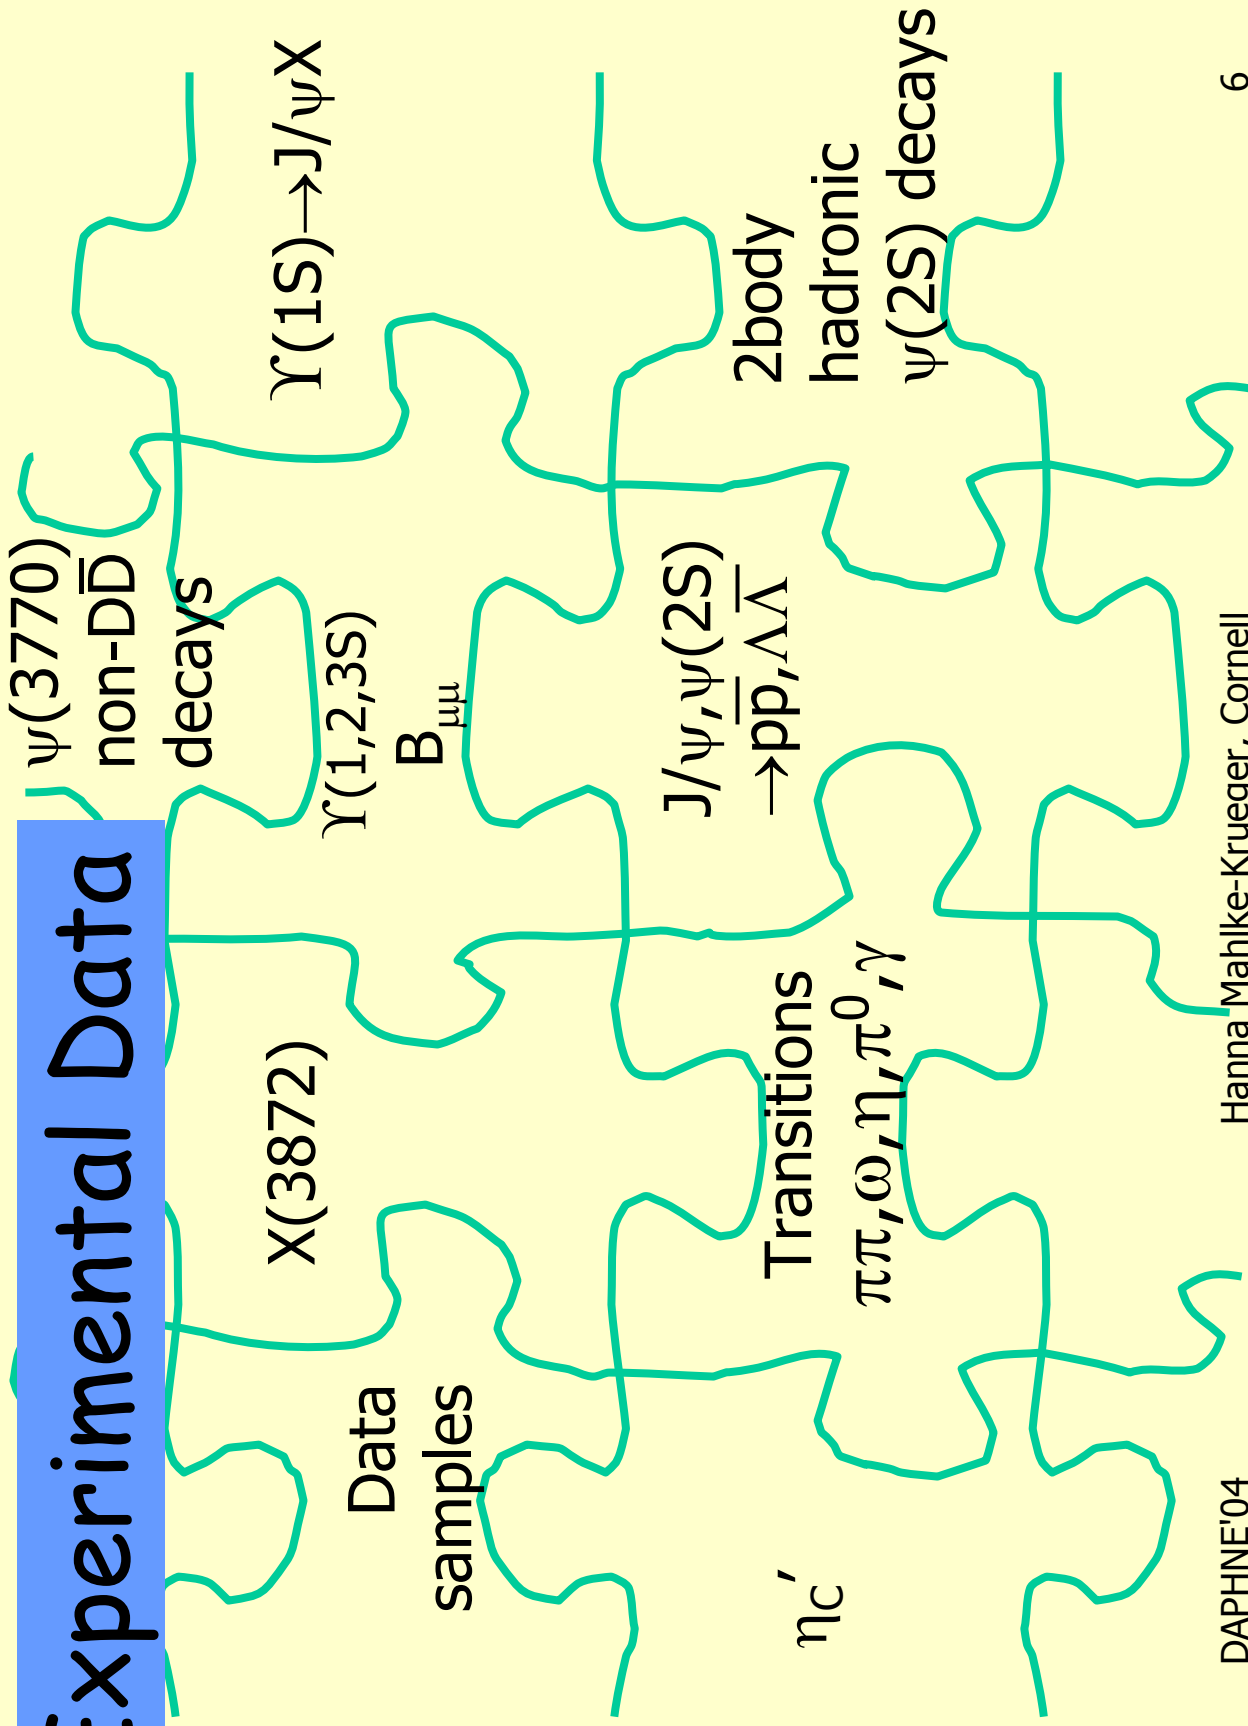 Experimental Data
ψ(3770)
non-DD̅
decays
Data
samples
X(3872)
ϒ(1,2,3S)
Bμμ
ϒ(1S)→J/ψX
ηC’
Transitions
ππ,ω,η,π⁰,γ
J/ψ,ψ(2S)
→p̅p,ΛΛ̅
2body
hadronic
ψ(2S) decays
DAPHNE'04
Hanna Mahlke-Krueger, Cornell
6